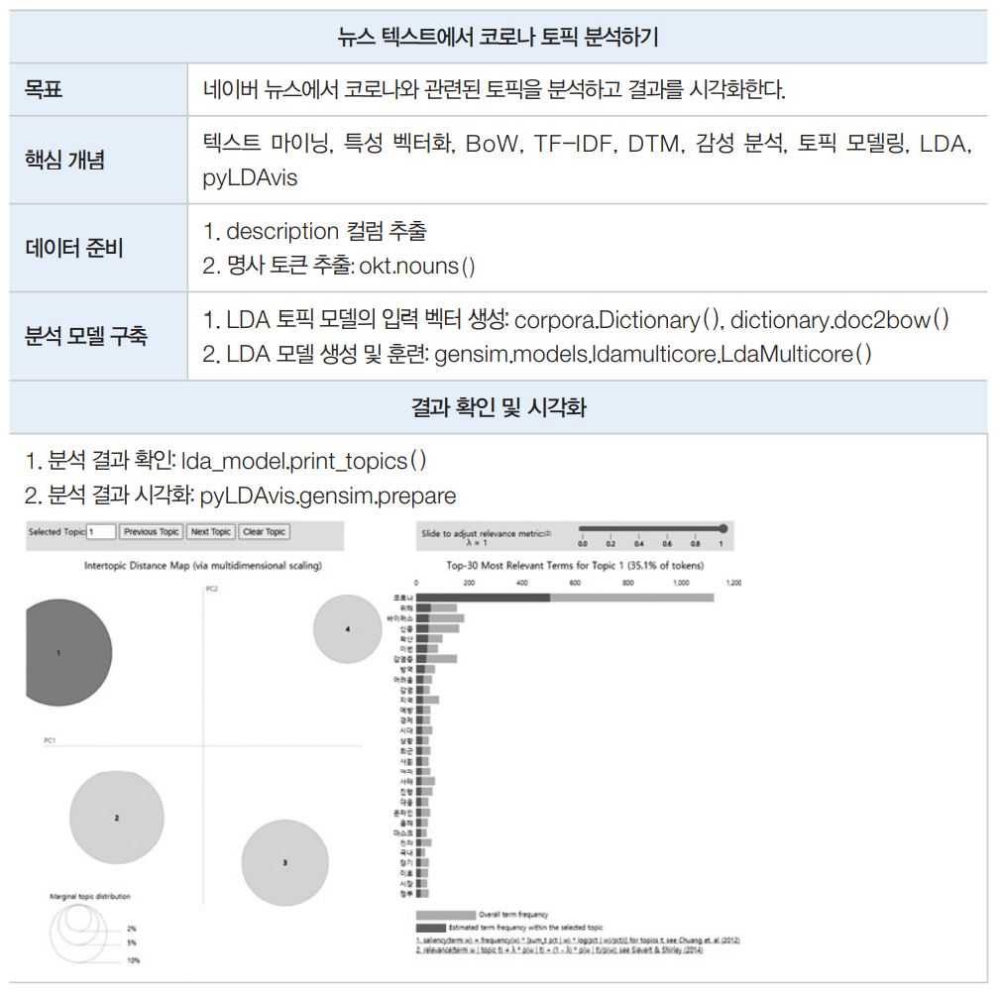 뉴스 텍스트에서 코로나 토픽 분석하기
목표
네이버 뉴스에서 코로나와 관련된 토픽을 분석하고 결과를 시각화한다.
핵심 개념
텍스트 마이닝, 특성 벡터화, BoW, TF-IDF, DTM, 감성 분석, 토픽 모델링, LDA,
pyLDAvis
데이터 준비
1. description 컬럼 추출
2. 명사 토큰 추출: okt.nouns()
분석 모델 구축
1. LDA 토픽 모델의 입력 벡터 생성: corpora.Dictionary(), dictionary.doc2bow()
2. LDA 모델 생성 및 훈련: gensim.models.ldamulticore.LdaMulticore()
결과 확인 및 시각화
1. 분석 결과 확인: lda_model.print_topics()
2. 분석 결과 시각화: pyLDAvis.gensim.prepare
Selected Topic: 1 Previous Topic Next Topic Clear Topic
Slide to adjust relevance metric:(2)
λ = 1
0.0 0.2 0.4 0.6 0.8 1
Intertopic Distance Map (via multidimensional scaling)
PC2
PC1
1
4
2
3
Marginal topic distribution
2%
5%
10%
Top-30 Most Relevant Terms for Topic 1 (35.1% of tokens)
0 200 400 600 800 1,000 1,200
코로나
위해
바이러스
신종
확산
이번
감염증
방역
어려움
감염
지역
예방
경제
시대
상황
최근
사회
여파
사태
진행
대응
온라인
올해
마스크
환자
국내
장기
이후
시장
정부
Overall term frequency
Estimated term frequency within the selected topic
1. saliency(term w) = frequency(w) * [sum_t p(t | w) * log(p(t | w)/p(t))] for topics t; see Chuang et. al (2012)
2. relevance(term w | topic t) = λ * p(w | t) + (1 - λ) * p(w | t)/p(w); see Sievert & Shirley (2014)